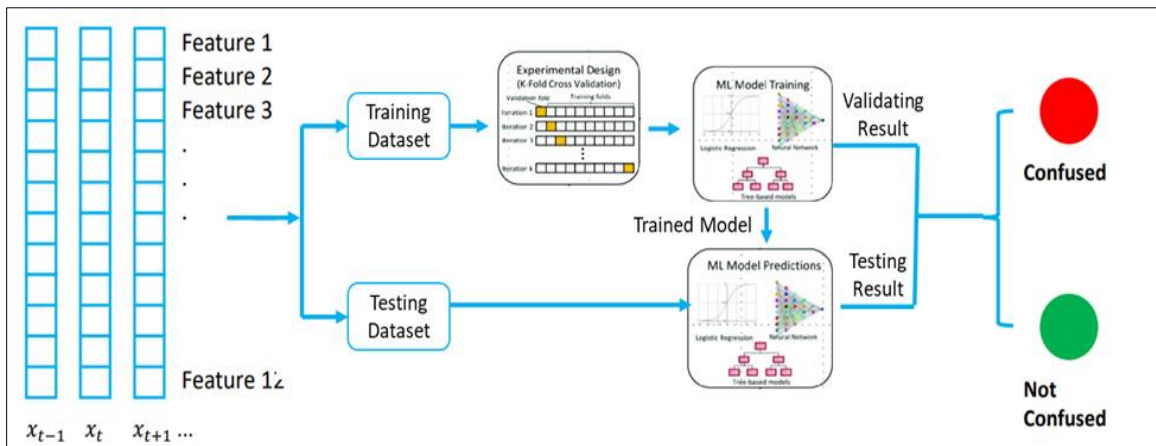 Feature 1
Feature 2
Feature 3
.
.
.
Feature 12
x_{t-1} x_t x_{t+1} ...
Training
Dataset
Testing
Dataset
Experimental Design
(K-Fold Cross Validation)
Validation fold Training folds
Iteration 1
Iteration 2
Iteration 3
Iteration k
ML Model Training
Logistic Regression Neural Network
Tree-based models
Trained Model
ML Model Predictions
Logistic Regression Neural Network
Tree-based models
Validating
Result
Testing
Result
Confused
Not
Confused